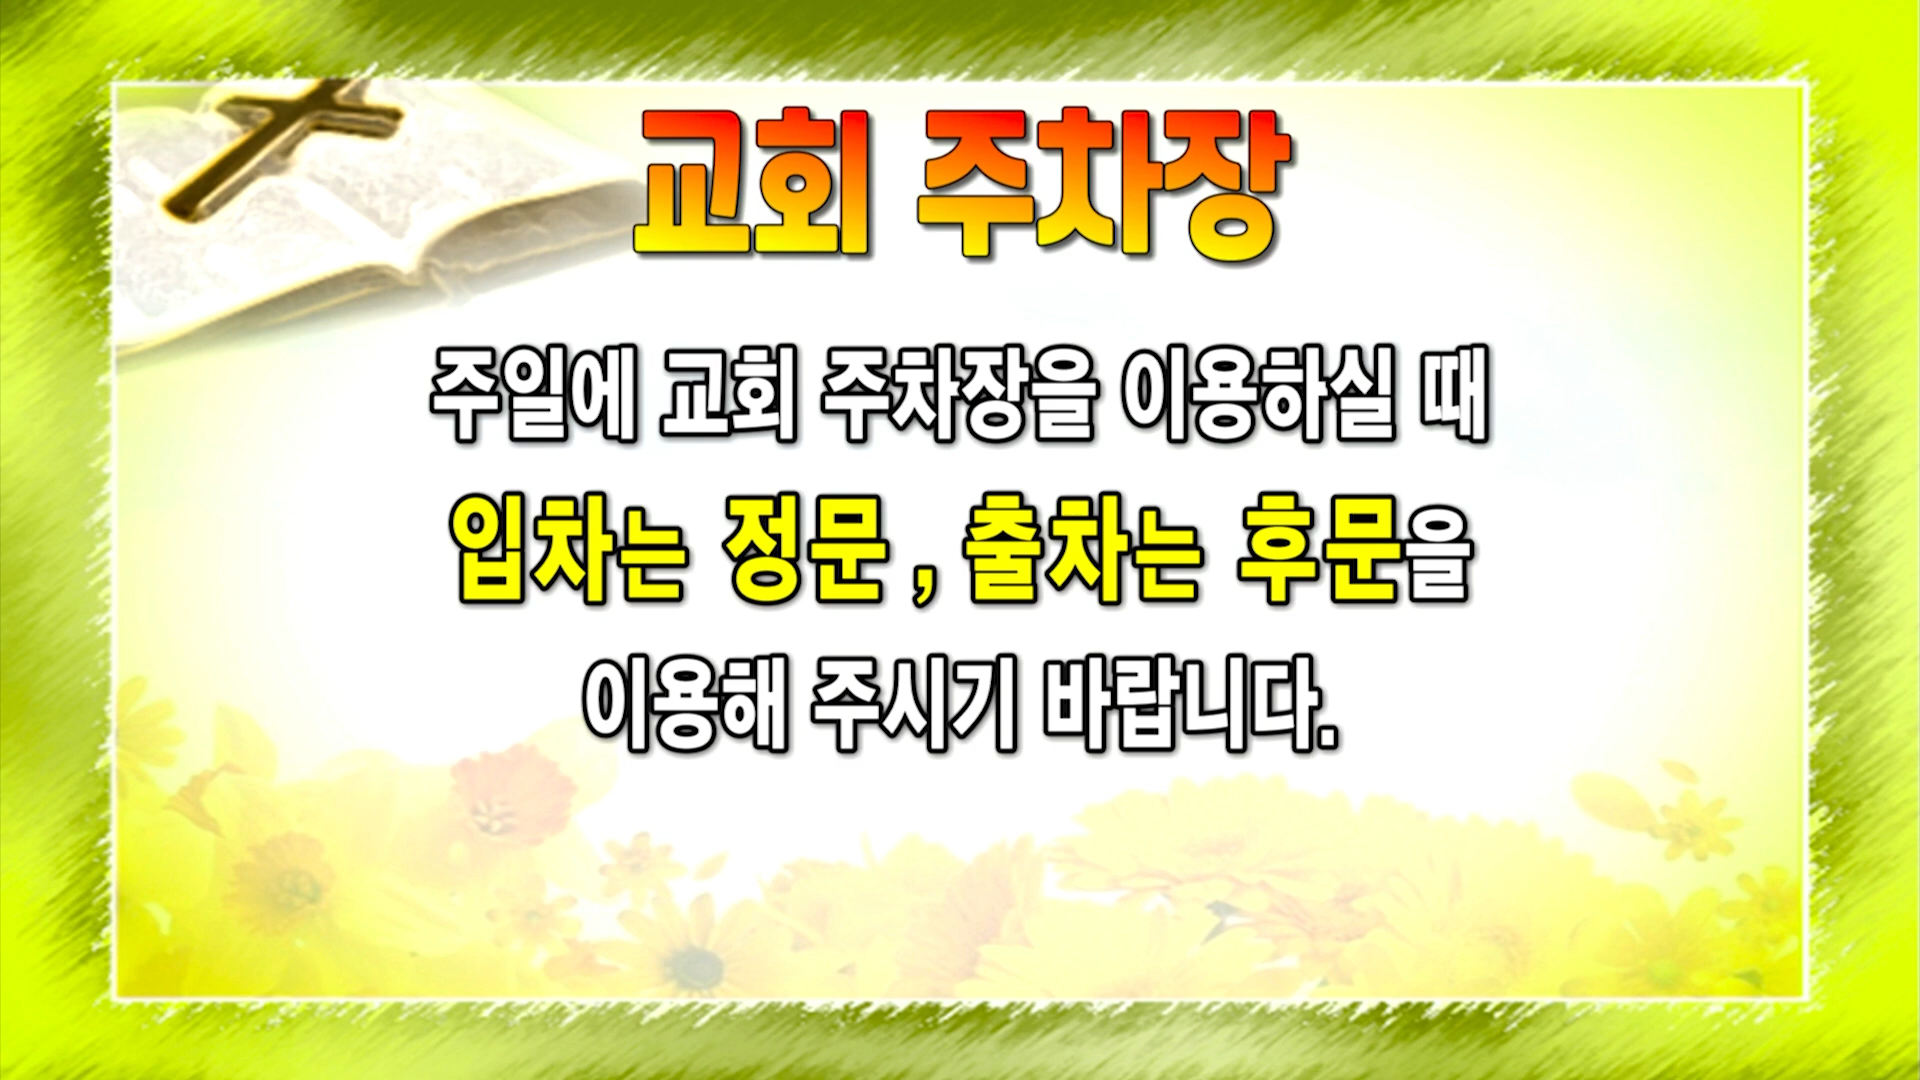 교회 주차장
주일에 교회 주차장을 이용하실 때
입차는 정문 , 출차는 후문을
이용해 주시기 바랍니다.